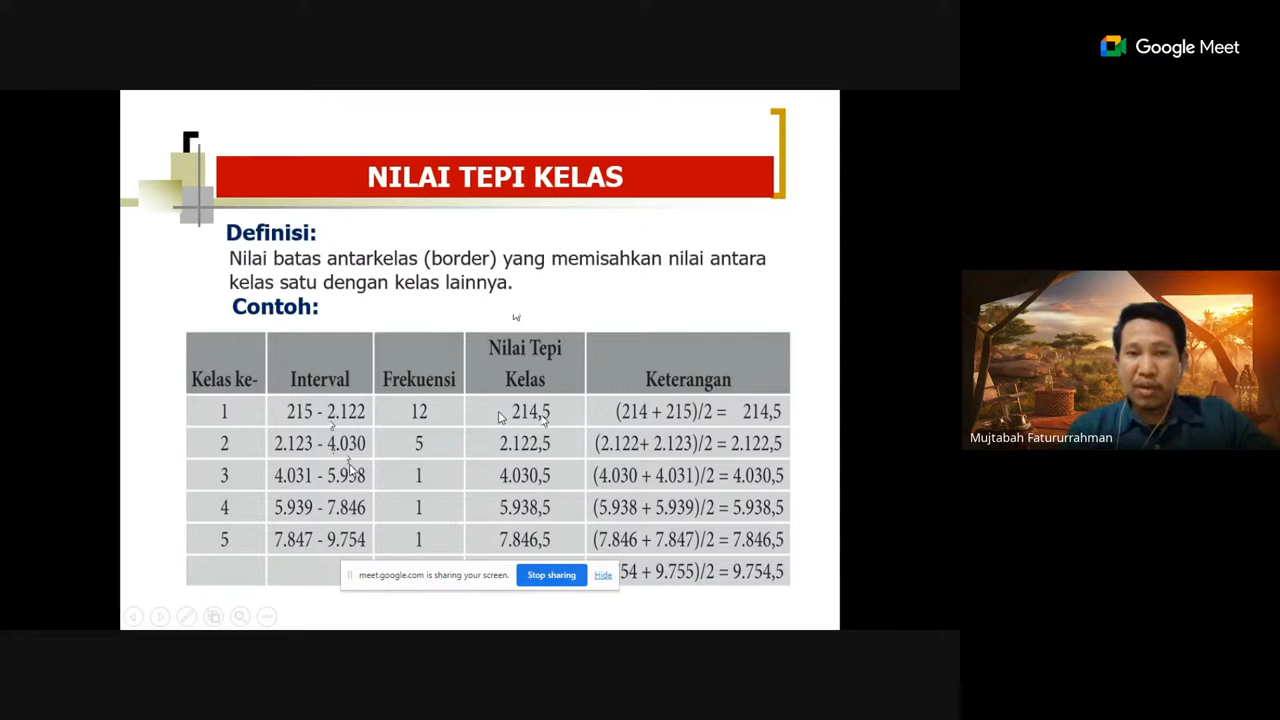 Google Meet
NILAI TEPI KELAS
Definisi:
Nilai batas antarkelas (border) yang memisahkan nilai antara
kelas satu dengan kelas lainnya.
Contoh:
Kelas ke- Interval Frekuensi Nilai Tepi Kelas Keterangan
1 215 - 2.122 12 214,5 (214 + 215)/2 = 214,5
2 2.123 - 4.030 5 2.122,5 (2.122+ 2.123)/2 = 2.122,5
3 4.031 - 5.938 1 4.030,5 (4.030 + 4.031)/2 = 4.030,5
4 5.939 - 7.846 1 5.938,5 (5.938 + 5.939)/2 = 5.938,5
5 7.847 - 9.754 1 7.846,5 (7.846 + 7.847)/2 = 7.846,5
54 + 9.755)/2 = 9.754,5
meet.google.com is sharing your screen. Stop sharing Hide
Mujtabah Fatururrahman